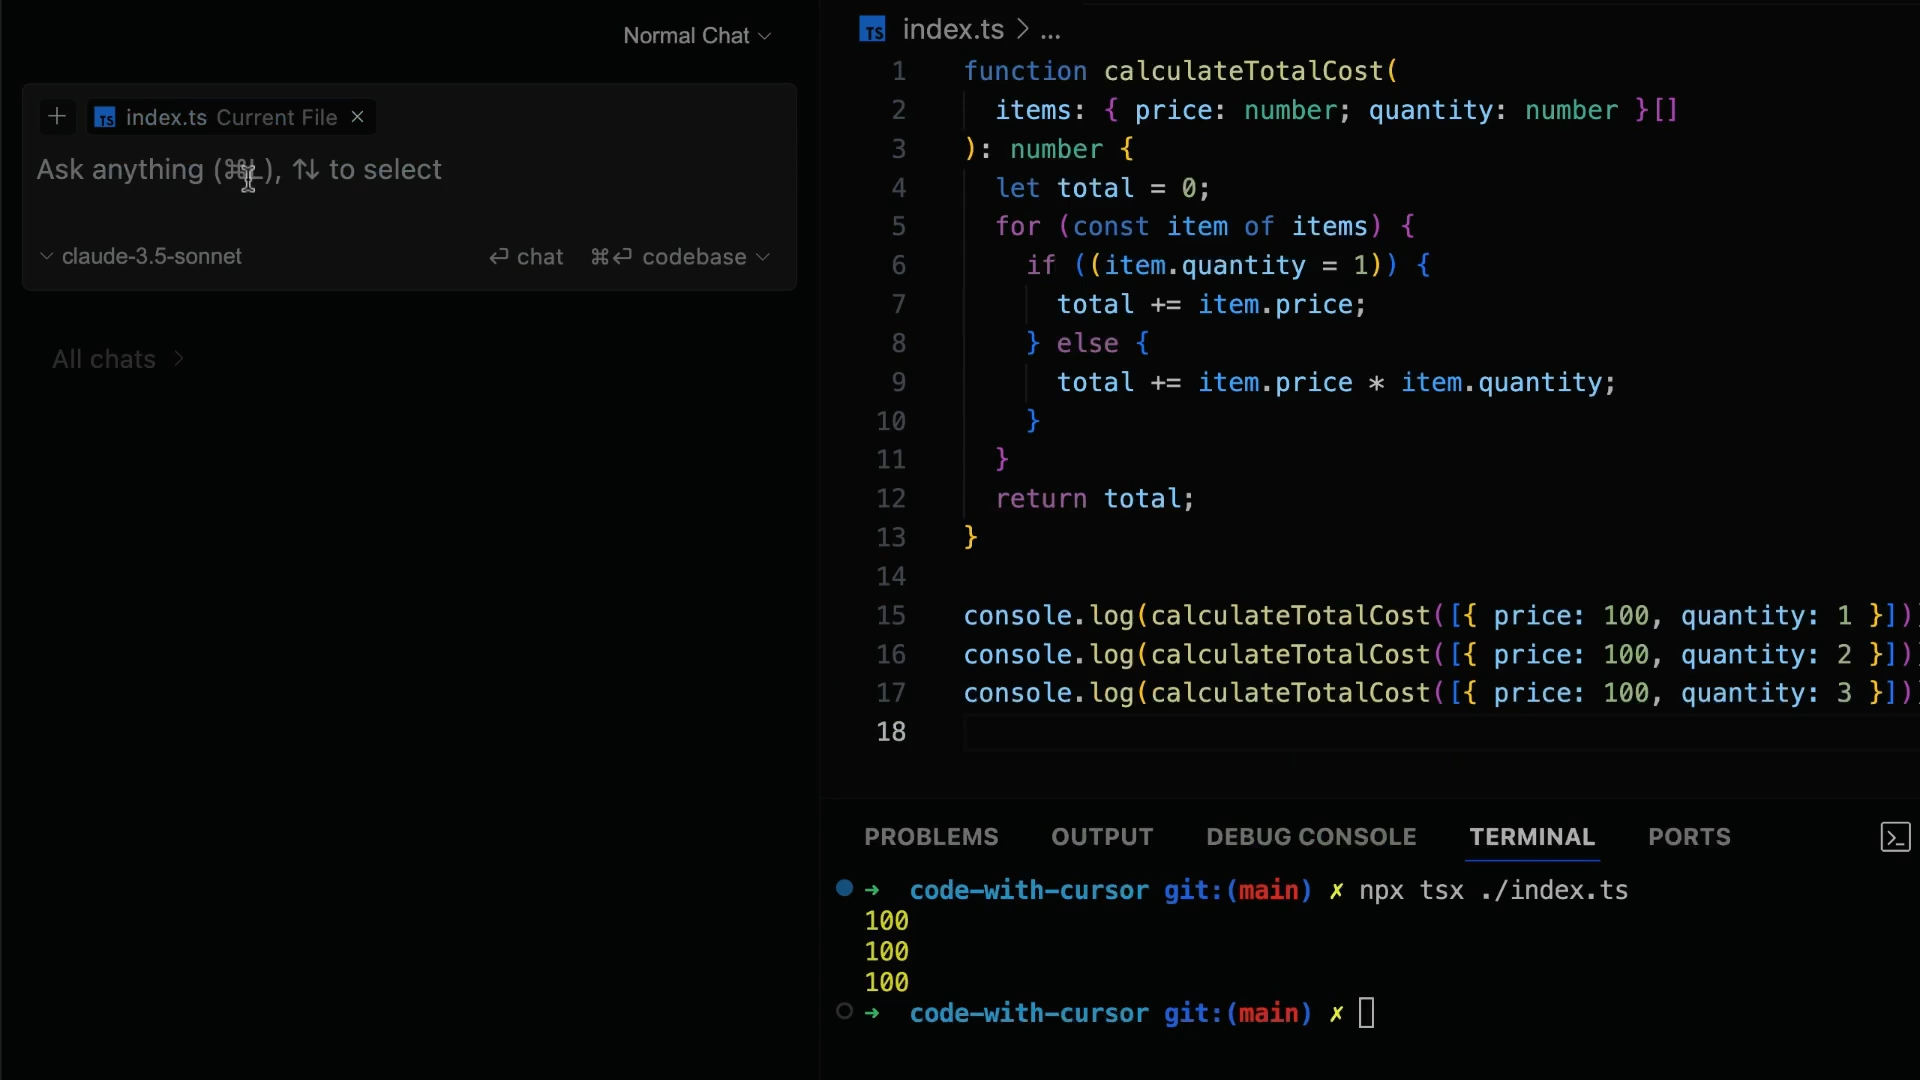 Normal Chat
index.ts Current File
Ask anything (⌘L), ⇅ to select
claude-3.5-sonnet
⏎ chat ⌘⏎ codebase
All chats
TS index.ts > ...
1 function calculateTotalCost(
2 items: { price: number; quantity: number }[]
3 ): number {
4 let total = 0;
5 for (const item of items) {
6 if ((item.quantity = 1)) {
7 total += item.price;
8 } else {
9 total += item.price * item.quantity;
10 }
11 }
12 return total;
13 }
14
15 console.log(calculateTotalCost([{ price: 100, quantity: 1 }])
16 console.log(calculateTotalCost([{ price: 100, quantity: 2 }])
17 console.log(calculateTotalCost([{ price: 100, quantity: 3 }])
18
PROBLEMS OUTPUT DEBUG CONSOLE TERMINAL PORTS
➜ code-with-cursor git:(main) ✗ npx tsx ./index.ts
100
100
100
➜ code-with-cursor git:(main) ✗